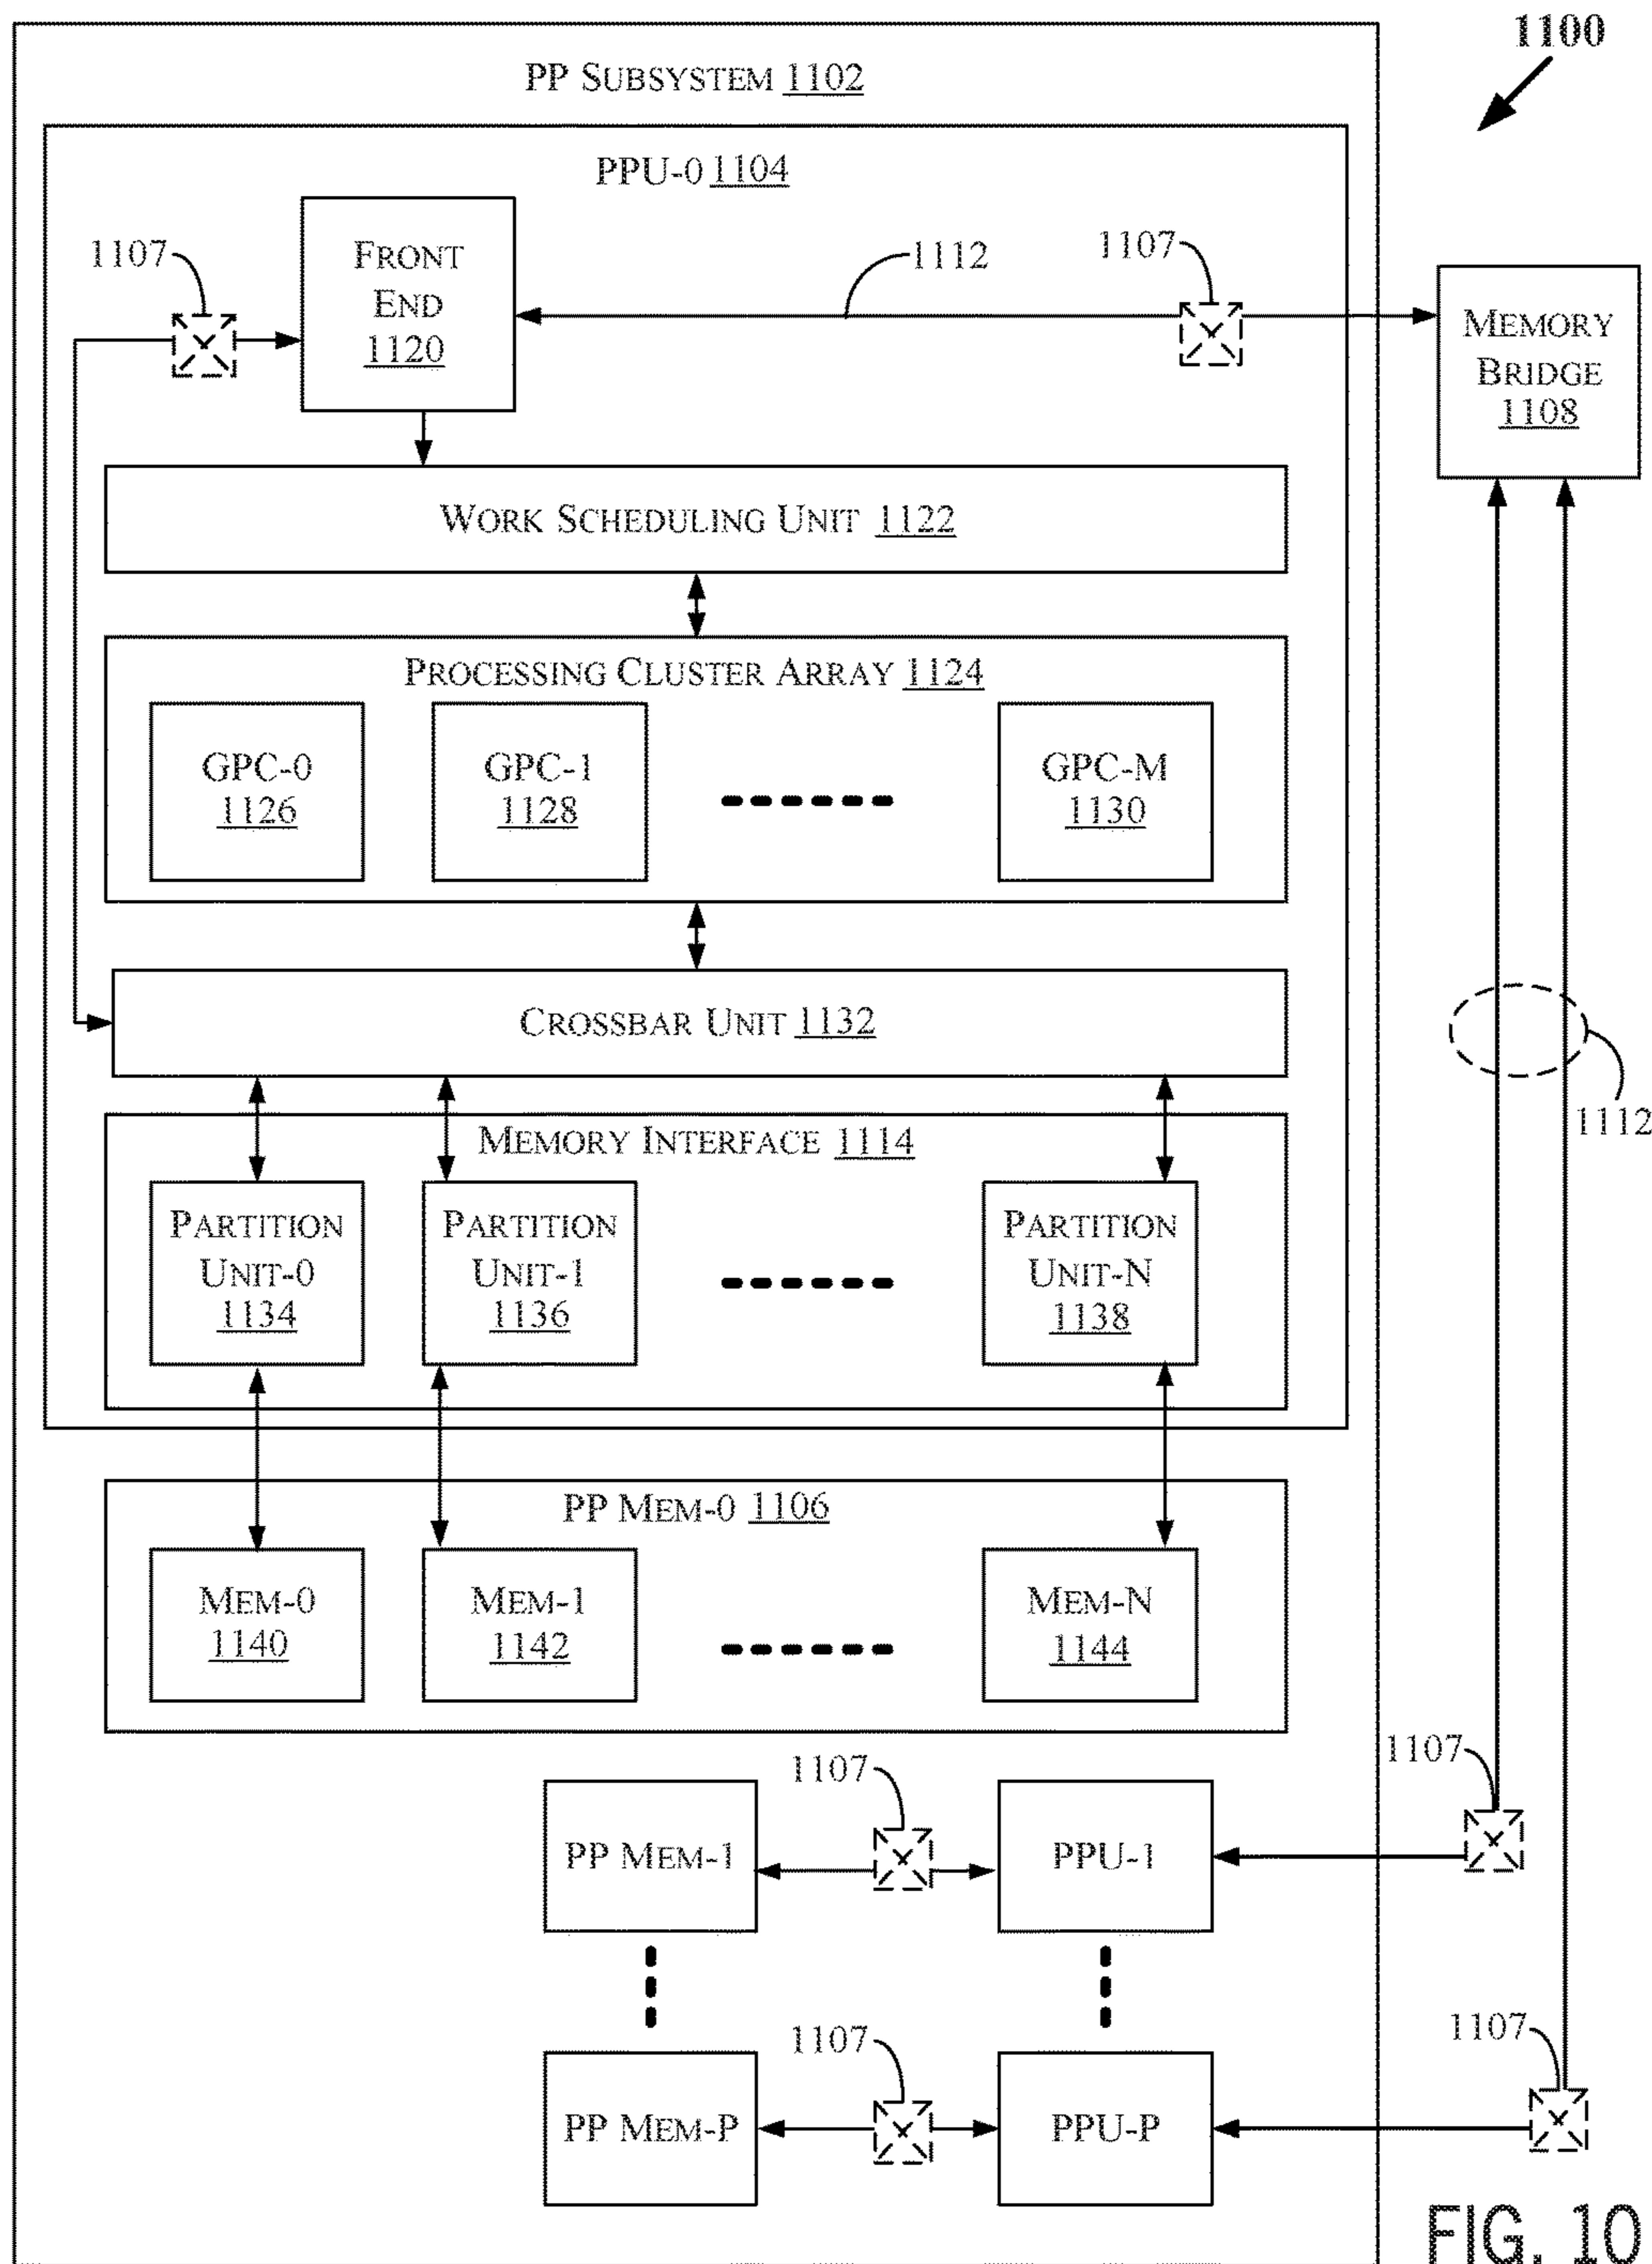 1100
PP SUBSYSTEM 1102
PPU-0 1104
1107
FRONT
END
1120
1112
1107
MEMORY
BRIDGE
1108
WORK SCHEDULING UNIT 1122
PROCESSING CLUSTER ARRAY 1124
GPC-0
1126
GPC-1
1128
GPC-M
1130
CROSSBAR UNIT 1132
1112
MEMORY INTERFACE 1114
PARTITION
UNIT-0
1134
PARTITION
UNIT-1
1136
PARTITION
UNIT-N
1138
PP MEM-0 1106
MEM-0
1140
MEM-1
1142
MEM-N
1144
1107
1107
PP MEM-1
PPU-1
1107
1107
PP MEM-P
PPU-P
FIG. 10